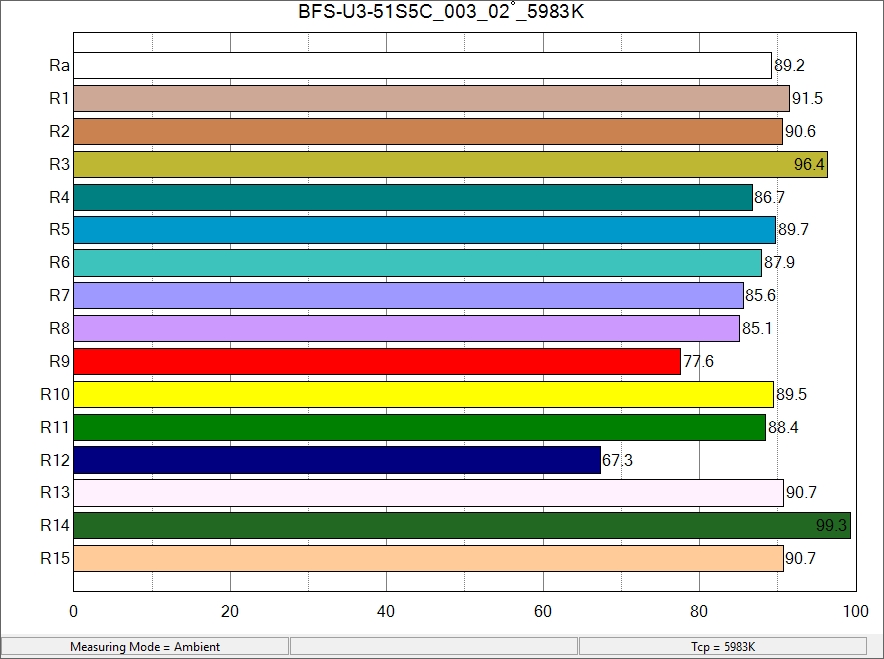 BFS-U3-51S5C_003_02°_5983K
Ra 89.2
R1 91.5
R2 90.6
R3 96.4
R4 86.7
R5 89.7
R6 87.9
R7 85.6
R8 85.1
R9 77.6
R10 89.5
R11 88.4
R12 67.3
R13 90.7
R14 99.3
R15 90.7
0 20 40 60 80 100
Measuring Mode = Ambient Tcp = 5983K